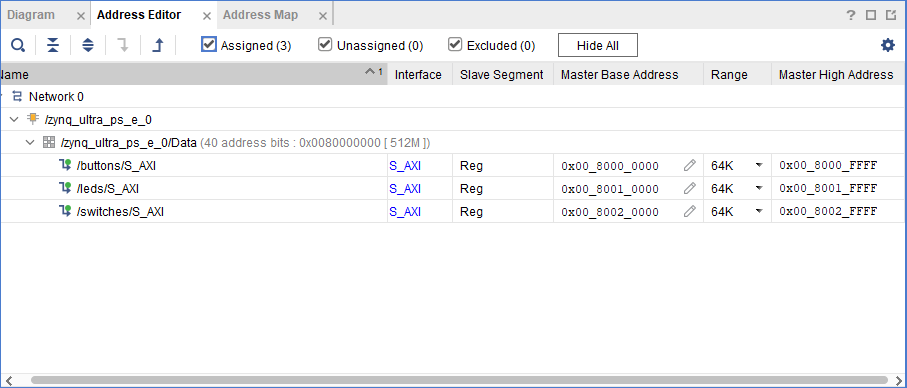 Diagram × Address Editor × Address Map × ?
Assigned (3) Unassigned (0) Excluded (0) Hide All
Name 1 Interface Slave Segment Master Base Address Range Master High Address
Network 0
/zynq_ultra_ps_e_0
/zynq_ultra_ps_e_0/Data (40 address bits : 0x0080000000 [ 512M ])
/buttons/S_AXI S_AXI Reg 0x00_8000_0000 64K 0x00_8000_FFFF
/leds/S_AXI S_AXI Reg 0x00_8001_0000 64K 0x00_8001_FFFF
/switches/S_AXI S_AXI Reg 0x00_8002_0000 64K 0x00_8002_FFFF